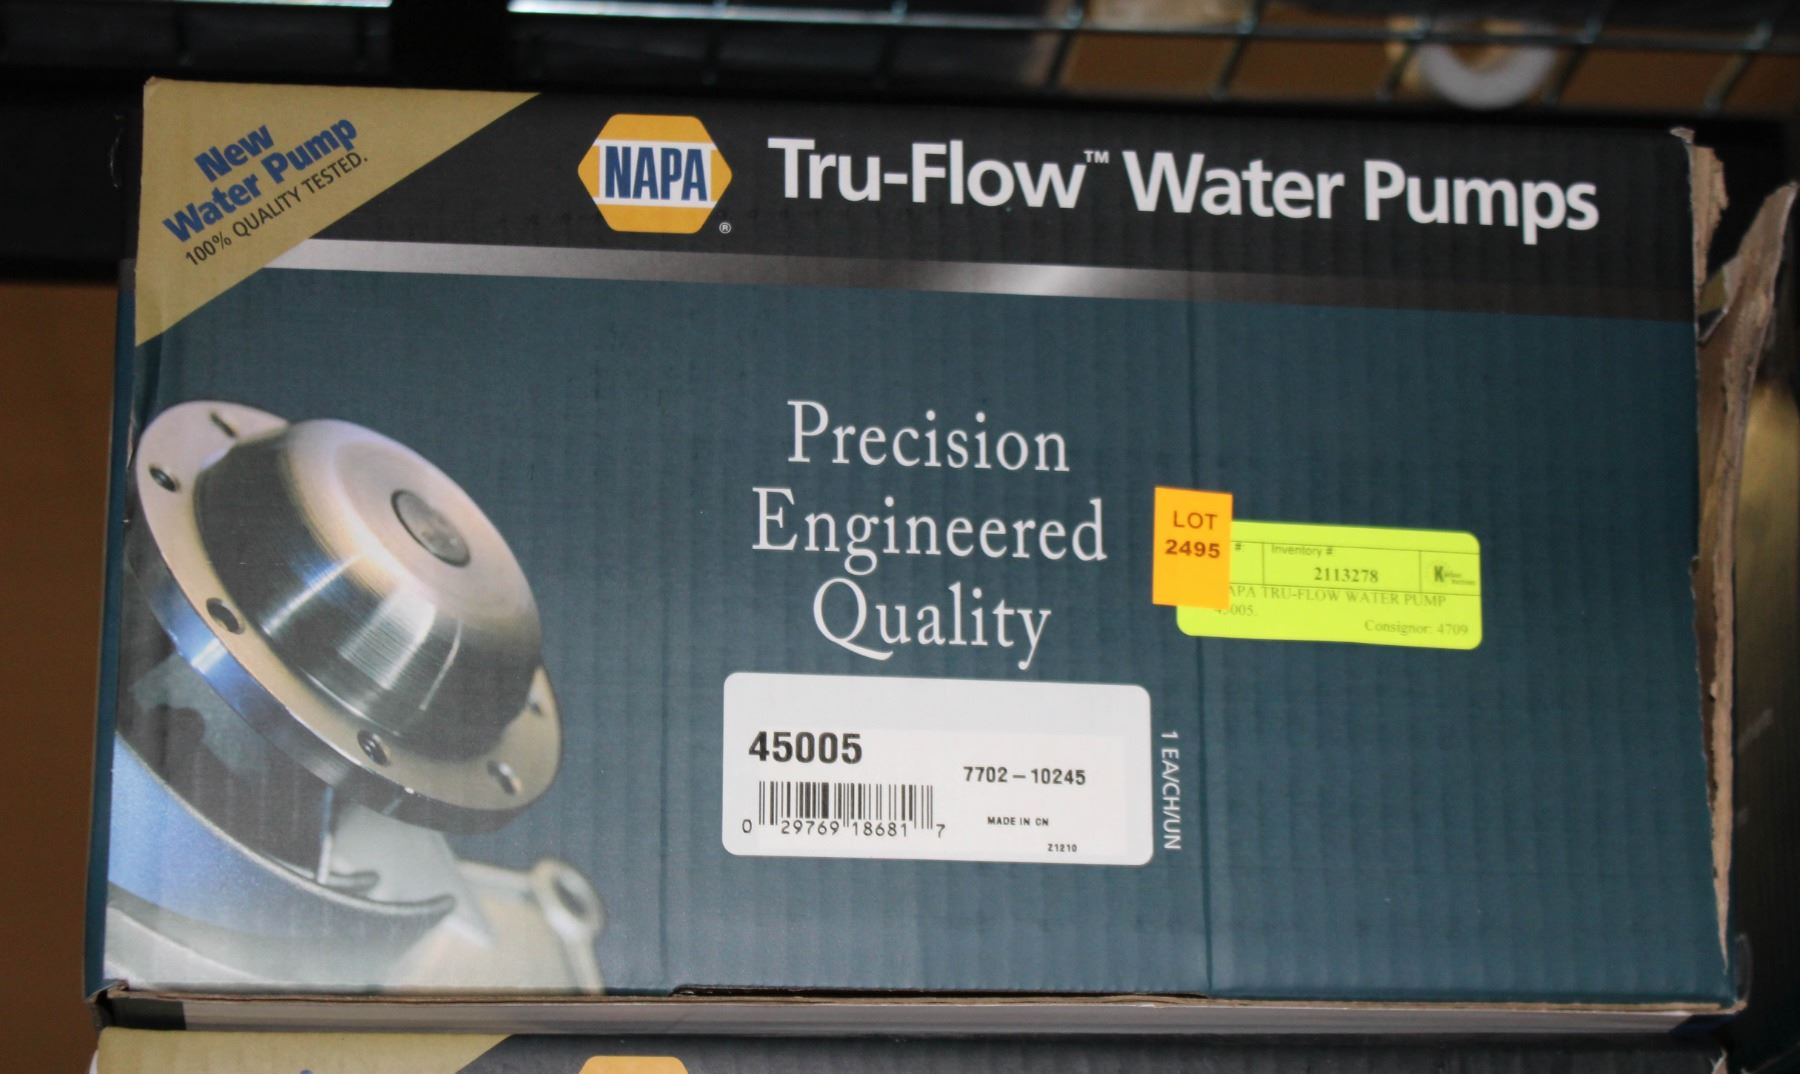 New
Water Pump
100% QUALITY TESTED.
NAPA
®
Tru-Flow™ Water Pumps
Precision
Engineered
Quality
LOT
2495
# Inventory #
2113278
APA TRU-FLOW WATER PUMP
45005.
Consignor: 4709
45005
7702-10245
0 29769 18681 7
MADE IN CN
21210
1 EA/CH/UN